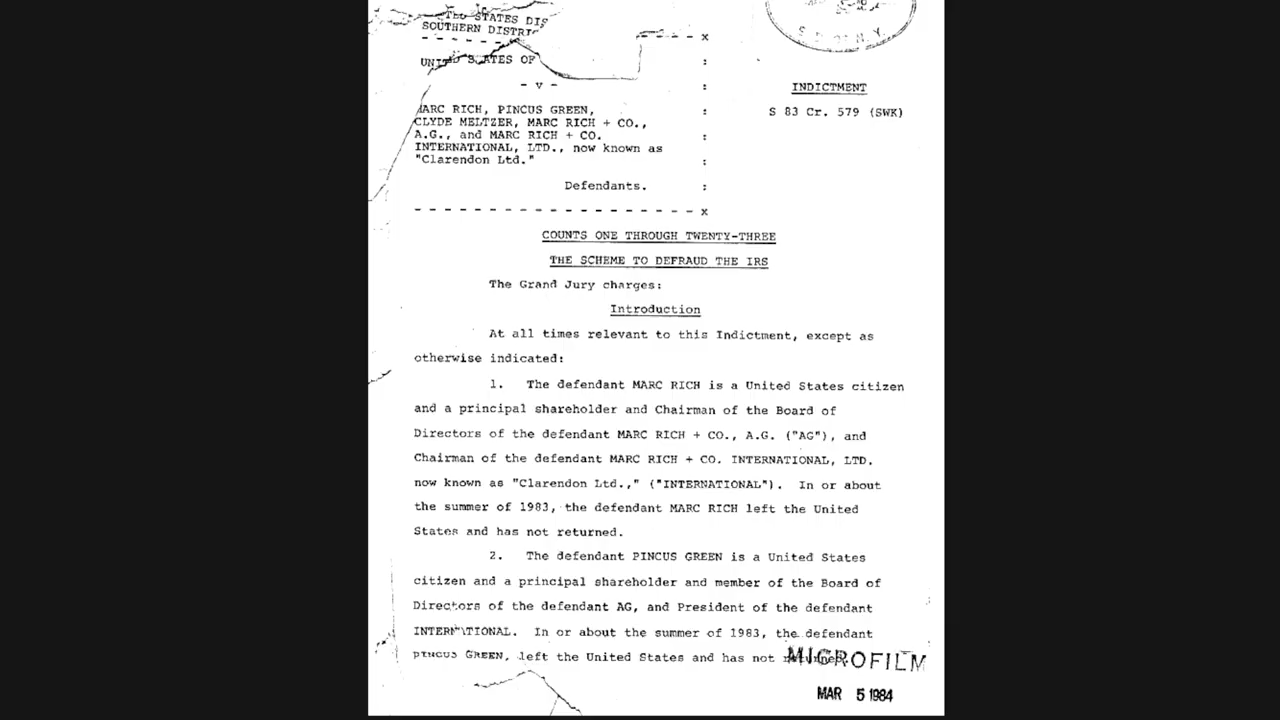 STATES DIS
SOUTHERN DISTRIC
- - - - - - - - - - x
UNITED STATES OF :
- v - :
INDICTMENT
MARC RICH, PINCUS GREEN, :
S 83 Cr. 579 (SWK)
CLYDE MELTZER, MARC RICH + CO.,
A.G., and MARC RICH + CO. :
INTERNATIONAL, LTD., now known as
"Clarendon Ltd." :
Defendants. :
- - - - - - - - - - - - - - - - - - - x
COUNTS ONE THROUGH TWENTY-THREE
THE SCHEME TO DEFRAUD THE IRS
The Grand Jury charges:
Introduction
At all times relevant to this Indictment, except as
otherwise indicated:
1. The defendant MARC RICH is a United States citizen
and a principal shareholder and Chairman of the Board of
Directors of the defendant MARC RICH + CO., A.G. ("AG"), and
Chairman of the defendant MARC RICH + CO. INTERNATIONAL, LTD.
now known as "Clarendon Ltd.," ("INTERNATIONAL"). In or about
the summer of 1983, the defendant MARC RICH left the United
States and has not returned.
2. The defendant PINCUS GREEN is a United States
citizen and a principal shareholder and member of the Board of
Directors of the defendant AG, and President of the defendant
INTERNATIONAL. In or about the summer of 1983, the defendant
PINCUS GREEN, left the United States and has not
MICROFILM
MAR 5 1984